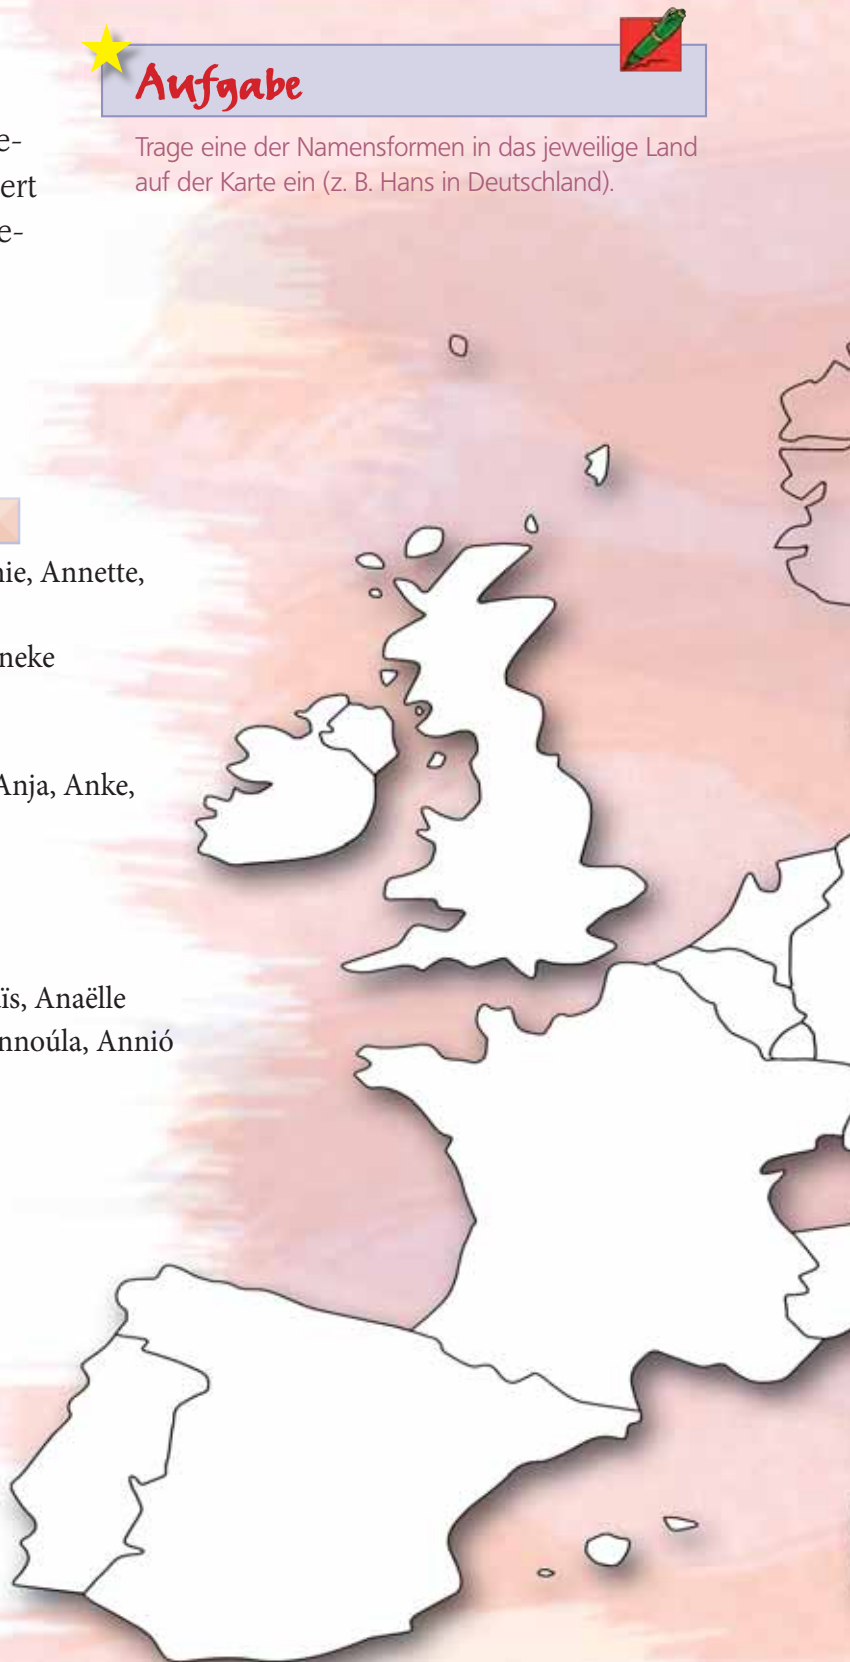 Aufgabe
Trage eine der Namensformen in das jeweilige Land
auf der Karte ein (z. B. Hans in Deutschland).
e-
ert
e-
nie, Annette,
neke
Anja, Anke,
ïs, Anaëlle
nnoúla, Annió